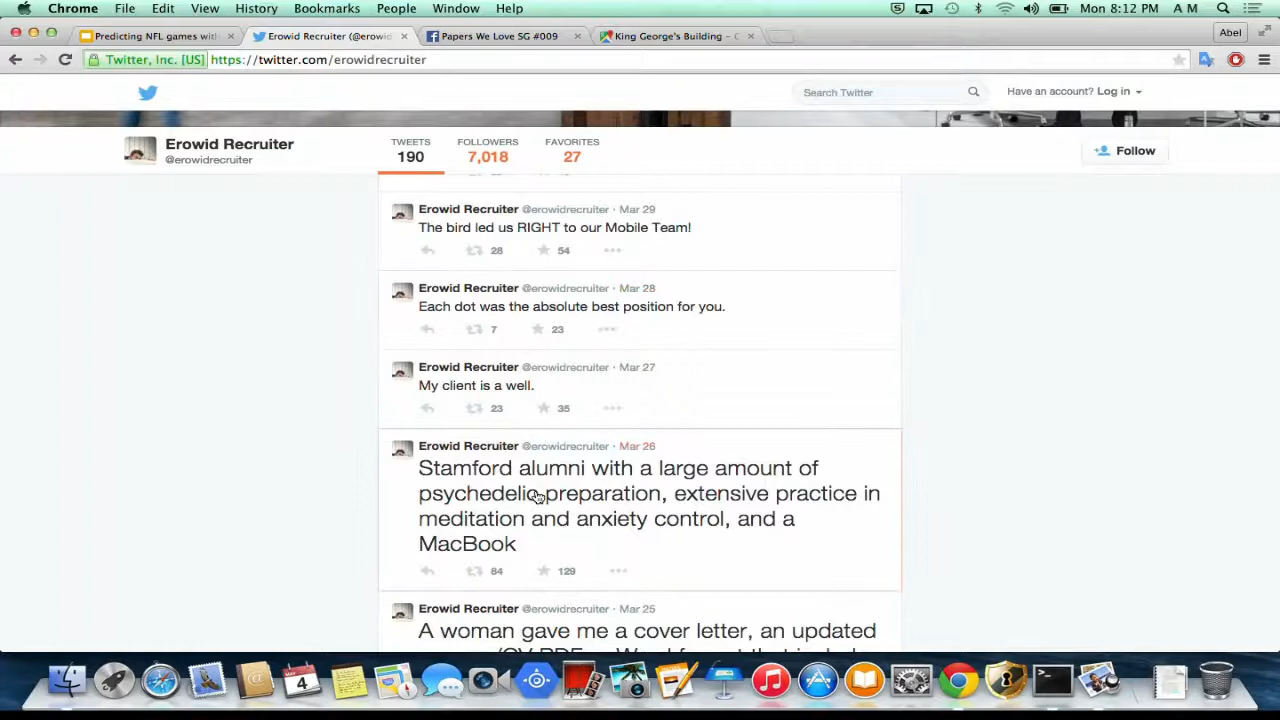 Chrome File Edit View History Bookmarks People Window Help Mon 8:12 PM A M
Predicting NFL games with Erowid Recruiter (@erowid Papers We Love SG #009 King George's Building - G Abel
Twitter, Inc. [US] https://twitter.com/erowidrecruiter
Search Twitter Have an account? Log in
Erowid Recruiter
@erowidrecruiter
TWEETS FOLLOWERS FAVORITES
190 7,018 27
Follow
Erowid Recruiter @erowidrecruiter · Mar 29
The bird led us RIGHT to our Mobile Team!
28 54
Erowid Recruiter @erowidrecruiter · Mar 28
Each dot was the absolute best position for you.
7 23
Erowid Recruiter @erowidrecruiter · Mar 27
My client is a well.
23 35
Erowid Recruiter @erowidrecruiter · Mar 26
Stamford alumni with a large amount of
psychedelic preparation, extensive practice in
meditation and anxiety control, and a
MacBook
84 129
Erowid Recruiter @erowidrecruiter · Mar 25
A woman gave me a cover letter, an updated
4